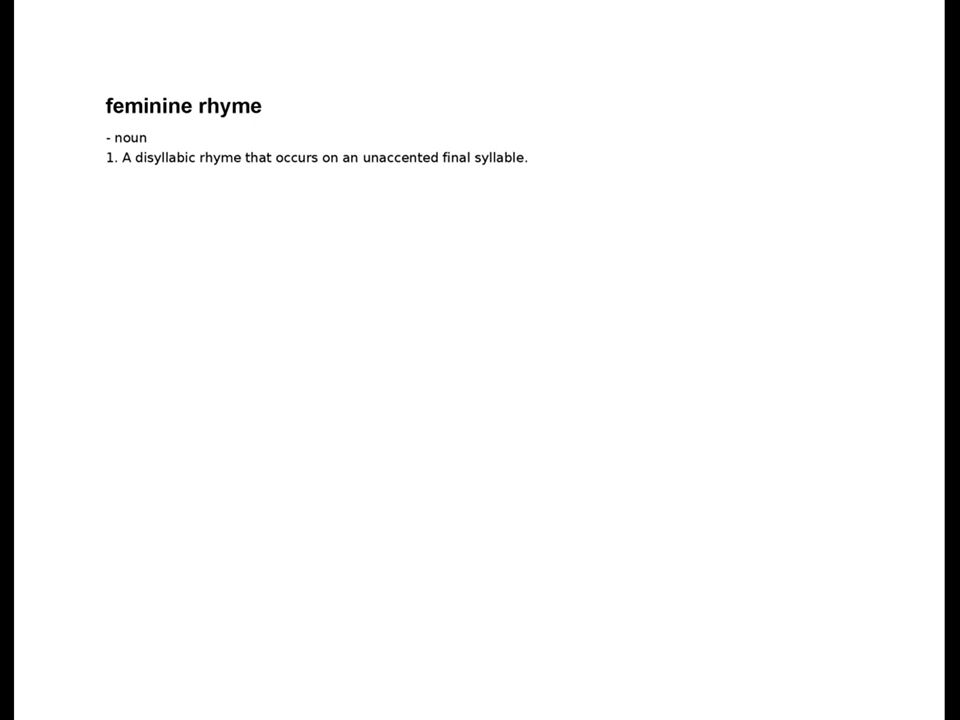 feminine rhyme
- noun
1. A disyllabic rhyme that occurs on an unaccented final syllable.